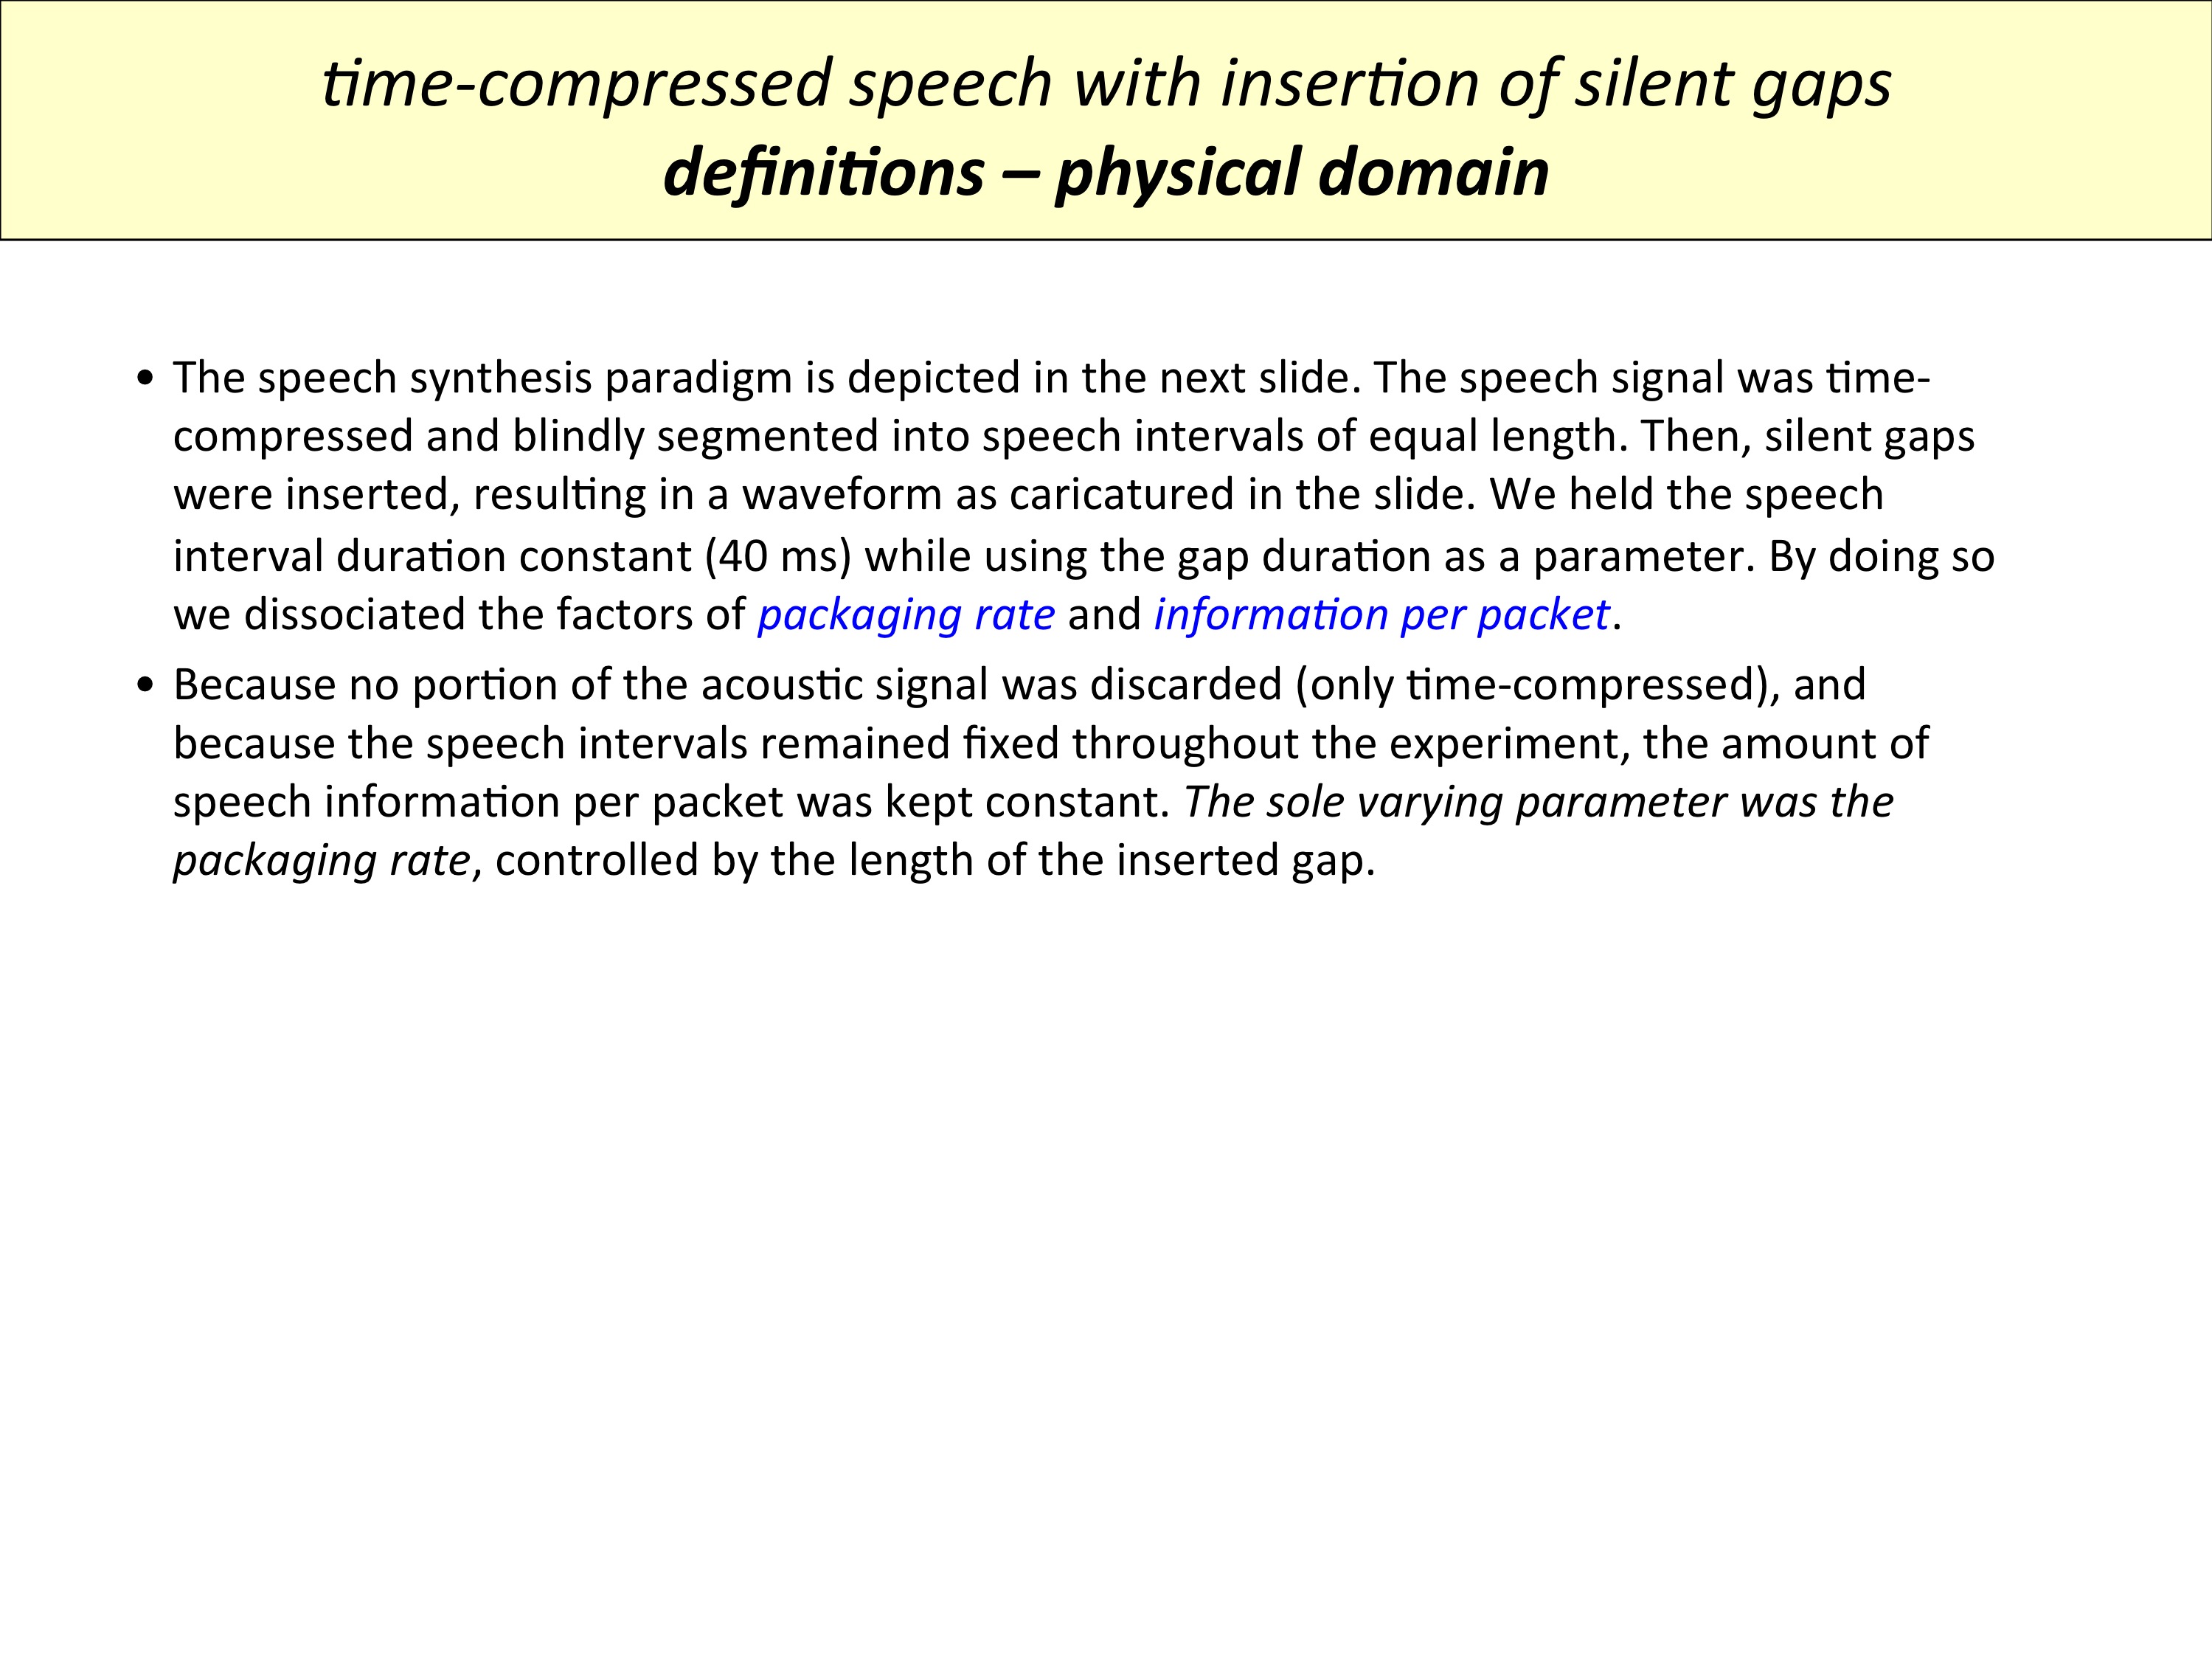 time-compressed speech with insertion of silent gaps
definitions – physical domain
• The speech synthesis paradigm is depicted in the next slide. The speech signal was time-
compressed and blindly segmented into speech intervals of equal length. Then, silent gaps
were inserted, resulting in a waveform as caricatured in the slide. We held the speech
interval duration constant (40 ms) while using the gap duration as a parameter. By doing so
we dissociated the factors of packaging rate and information per packet.
• Because no portion of the acoustic signal was discarded (only time-compressed), and
because the speech intervals remained fixed throughout the experiment, the amount of
speech information per packet was kept constant. The sole varying parameter was the
packaging rate, controlled by the length of the inserted gap.